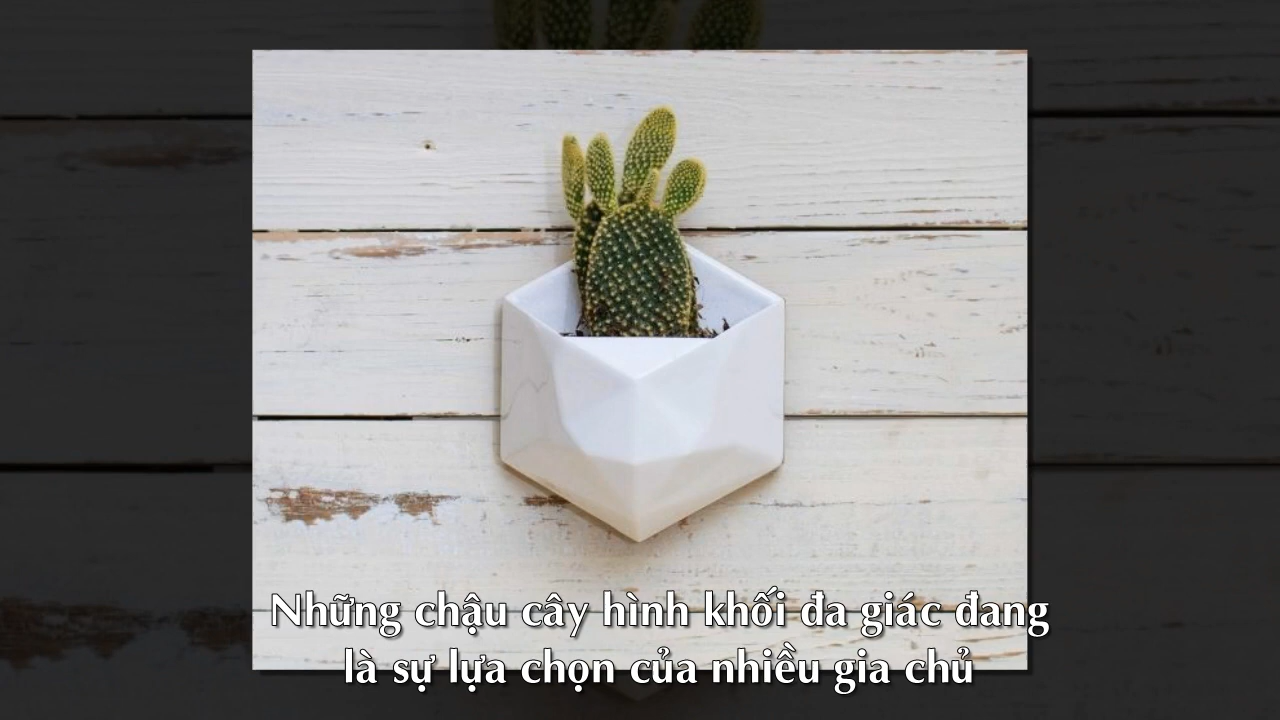 Những chậu cây hình khối đa giác đang
là sự lựa chọn của nhiều gia chủ